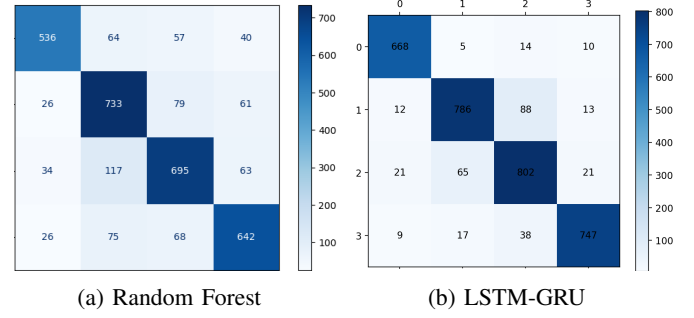 536 64 57 40
26 733 79 61
34 117 695 63
26 75 68 642
700
600
500
400
300
200
100
(a) Random Forest
0 1 2 3
0 668 5 14 10
1 12 786 88 13
2 21 65 802 21
3 9 17 38 747
800
700
600
500
400
300
200
100
(b) LSTM-GRU